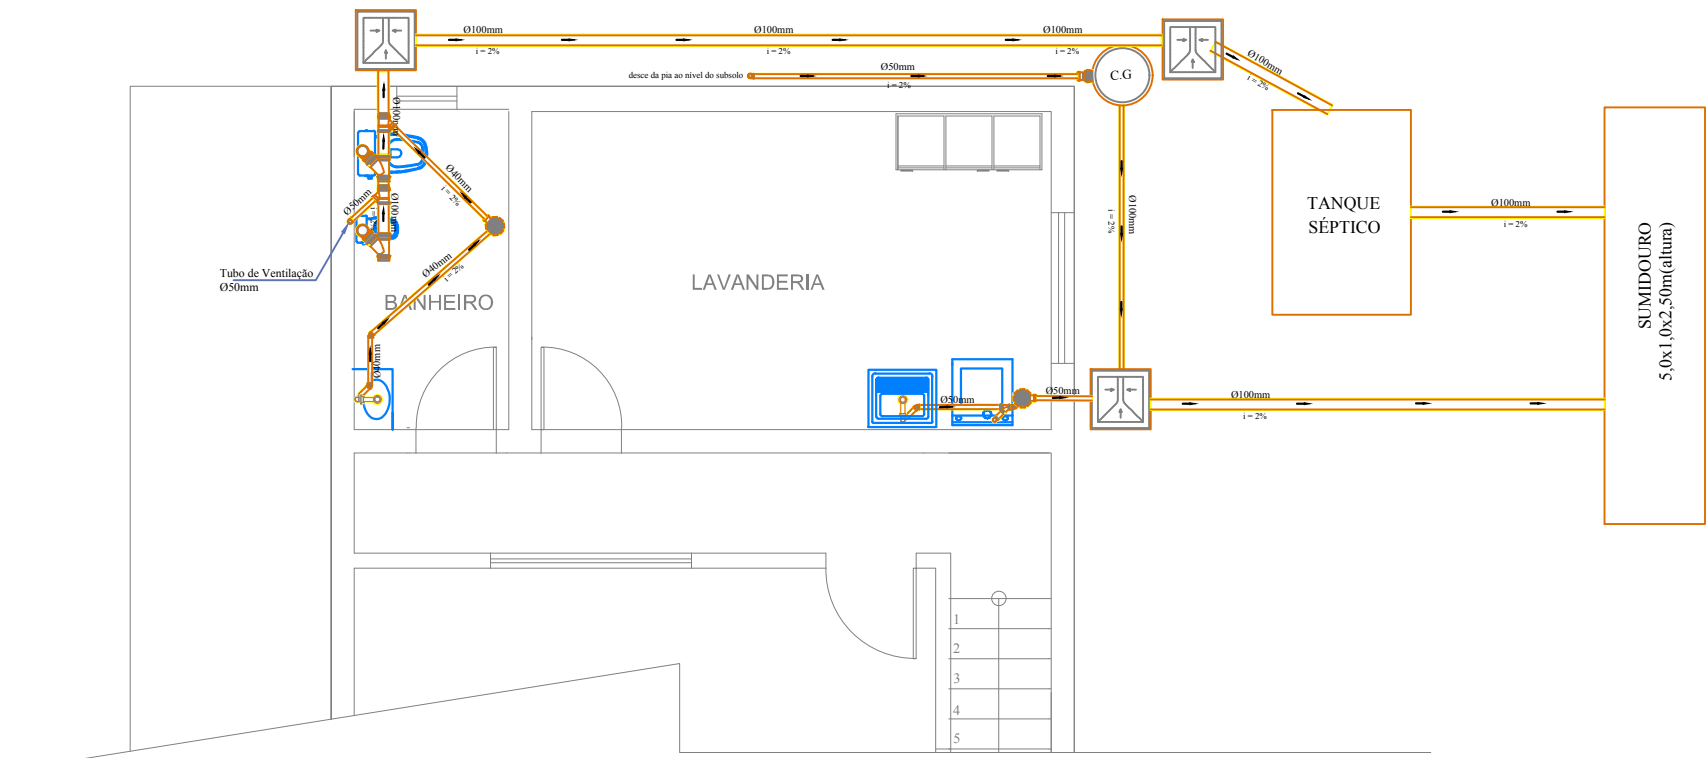 Ø100mm
i = 2%
Ø100mm
i = 2%
Ø100mm
i = 2%
desce da pia ao nível do subsolo
Ø50mm
i = 2%
C.G
Ø100mm
i = 2%
Ø100mm
Ø40mm
i = 2%
Ø50mm
Ø100mm
Ø40mm
i = 2%
Tubo de Ventilação
Ø50mm
BANHEIRO
Ø40mm
LAVANDERIA
Ø100mm
i = 2%
TANQUE
SÉPTICO
Ø100mm
i = 2%
SUMIDOURO
5,0x1,0x2,50m(altura)
Ø50mm
Ø50mm
Ø100mm
i = 2%
1
2
3
4
5